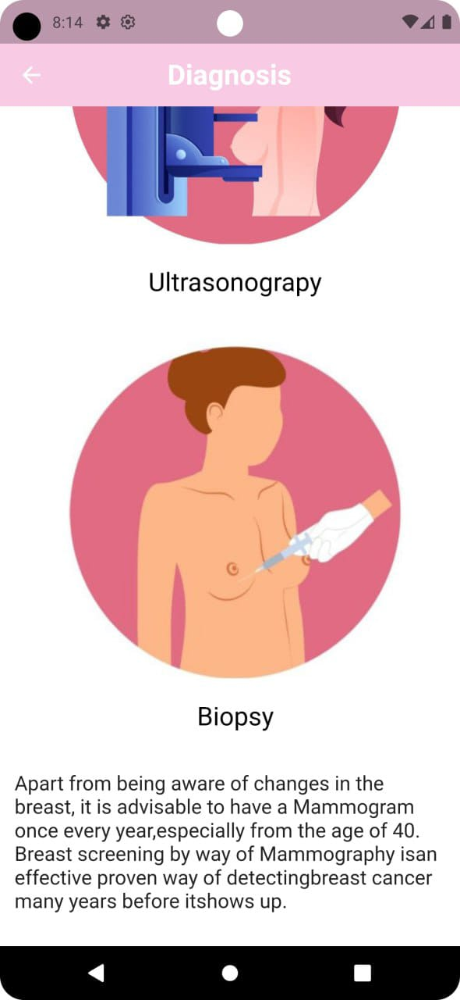 8:14
Diagnosis
Ultrasonograpy
Biopsy
Apart from being aware of changes in the
breast, it is advisable to have a Mammogram
once every year,especially from the age of 40.
Breast screening by way of Mammography isan
effective proven way of detectingbreast cancer
many years before itshows up.